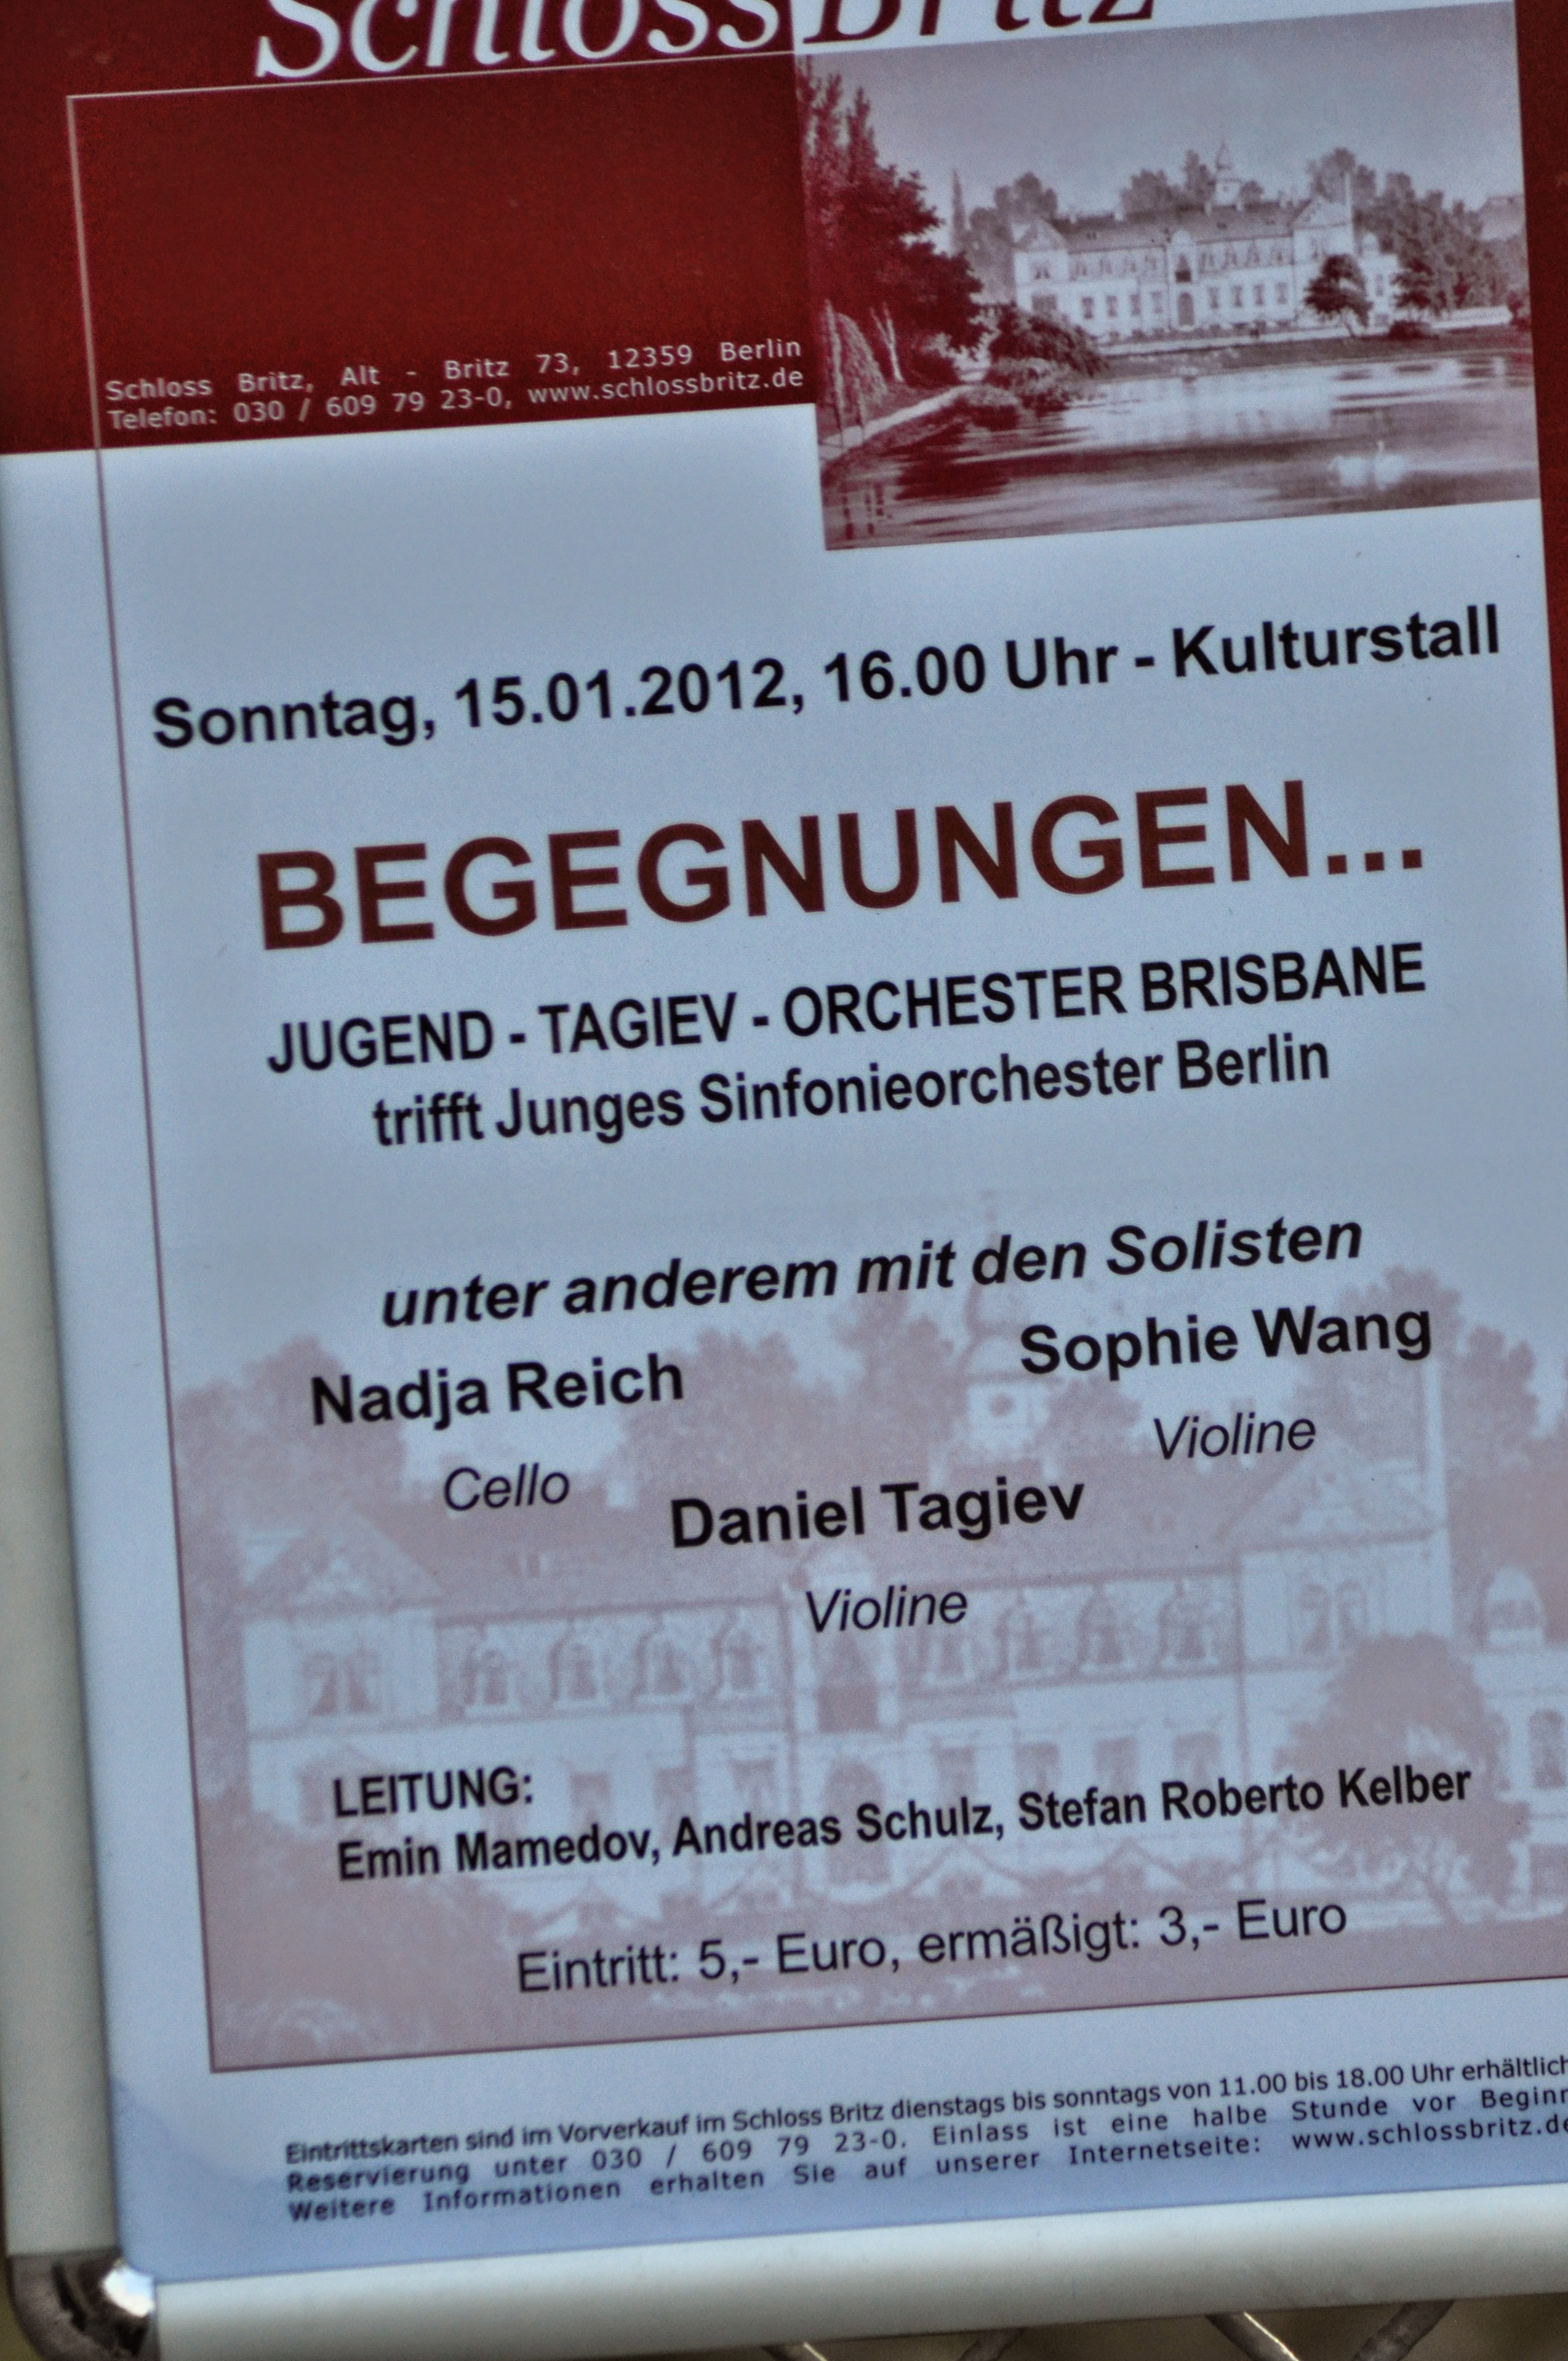 Schloss Britz
Schloss Britz, Alt - Britz 73, 12359 Berlin
Telefon: 030 / 609 79 23-0, www.schlossbritz.de
Sonntag, 15.01.2012, 16.00 Uhr - Kulturstall
BEGEGNUNGEN...
JUGEND - TAGIEV - ORCHESTER BRISBANE
trifft Junges Sinfonieorchester Berlin
unter anderem mit den Solisten
Nadja Reich
Cello
Sophie Wang
Violine
Daniel Tagiev
Violine
LEITUNG:
Emin Mamedov, Andreas Schulz, Stefan Roberto Kelber
Eintritt: 5,- Euro, ermäßigt: 3,- Euro
Eintrittskarten sind im Vorverkauf im Schloss Britz dienstags bis sonntags von 11.00 bis 18.00 Uhr erhältlich
Reservierung unter 030 / 609 79 23-0. Einlass ist eine halbe Stunde vor Beginn
Weitere Informationen erhalten Sie auf unserer Internetseite: www.schlossbritz.de